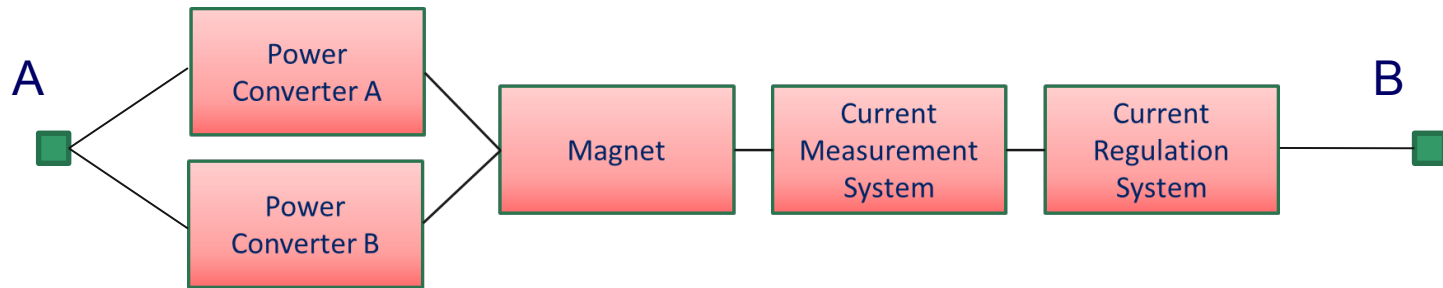 A
Power
Converter A
Power
Converter B
Magnet
Current
Measurement
System
Current
Regulation
System
B